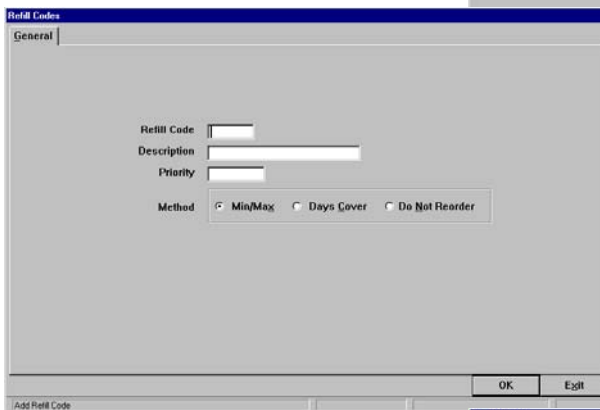 Refill Codes
General
Refill Code
Description
Priority
Method Min/Max Days Cover Do Not Reorder
OK Exit
Add Refill Code